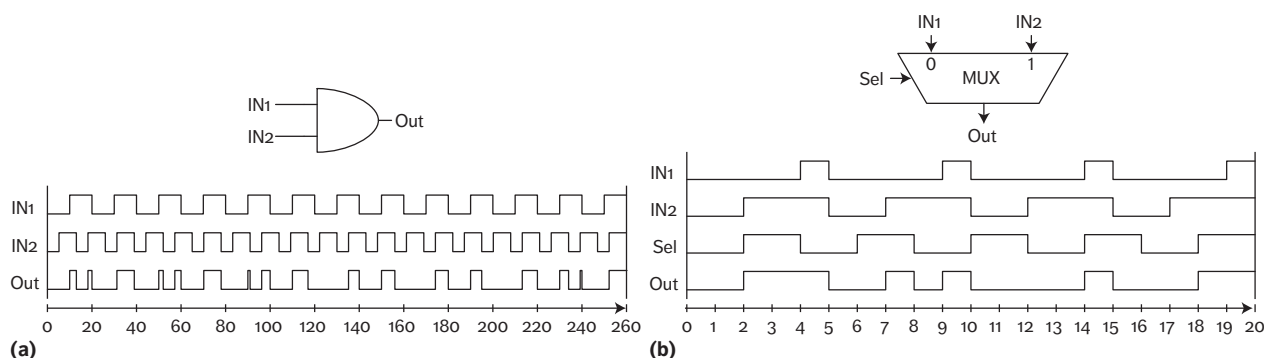 IN1
IN2
Out
IN1
IN2
Out
0 20 40 60 80 100 120 140 160 180 200 220 240 260
(a)
IN1 IN2
0 1
Sel MUX
Out
IN1
IN2
Sel
Out
0 1 2 3 4 5 6 7 8 9 10 11 12 13 14 15 16 17 18 19 20
(b)